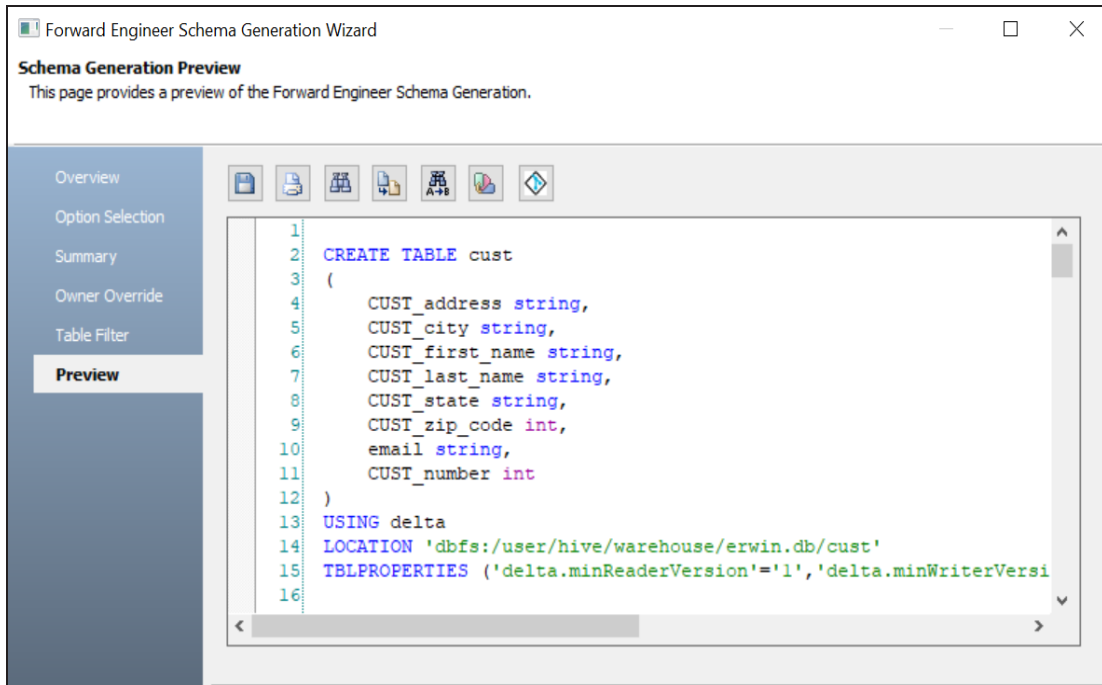 Forward Engineer Schema Generation Wizard
Schema Generation Preview
This page provides a preview of the Forward Engineer Schema Generation.
Overview
Option Selection
Summary
Owner Override
Table Filter
Preview
A→B
1
2 CREATE TABLE cust
3 (
4 CUST_address string,
5 CUST_city string,
6 CUST_first_name string,
7 CUST_last_name string,
8 CUST_state string,
9 CUST_zip_code int,
10 email string,
11 CUST_number int
12 )
13 USING delta
14 LOCATION 'dbfs:/user/hive/warehouse/erwin.db/cust'
15 TBLPROPERTIES ('delta.minReaderVersion'='1','delta.minWriterVersi
16